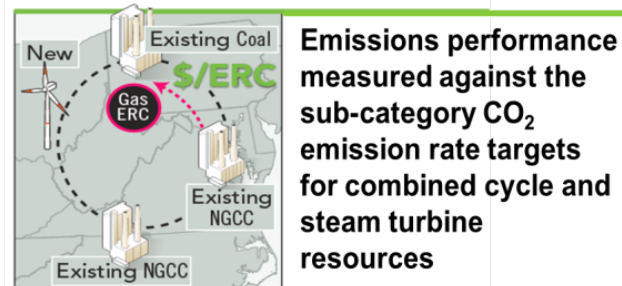 New
Existing Coal
$/ERC
Gas
ERC
Existing
NGCC
Existing NGCC
Emissions performance
measured against the
sub-category CO₂
emission rate targets
for combined cycle and
steam turbine
resources